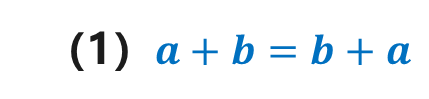 (1) a + b = b + a